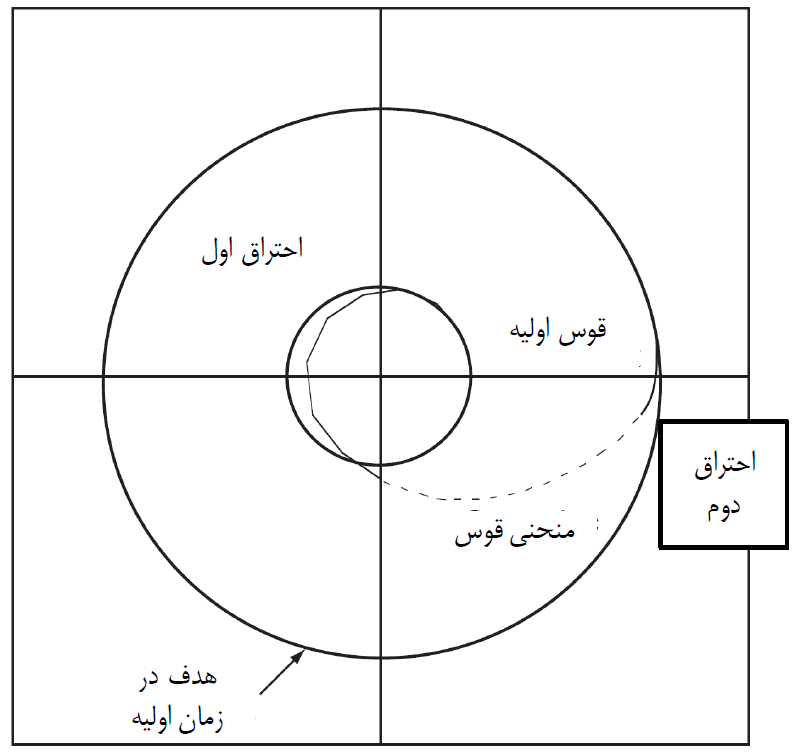 احتراق اول
قوس اولیه
احتراق
دوم
منحنی قوس
هدف در
زمان اولیه